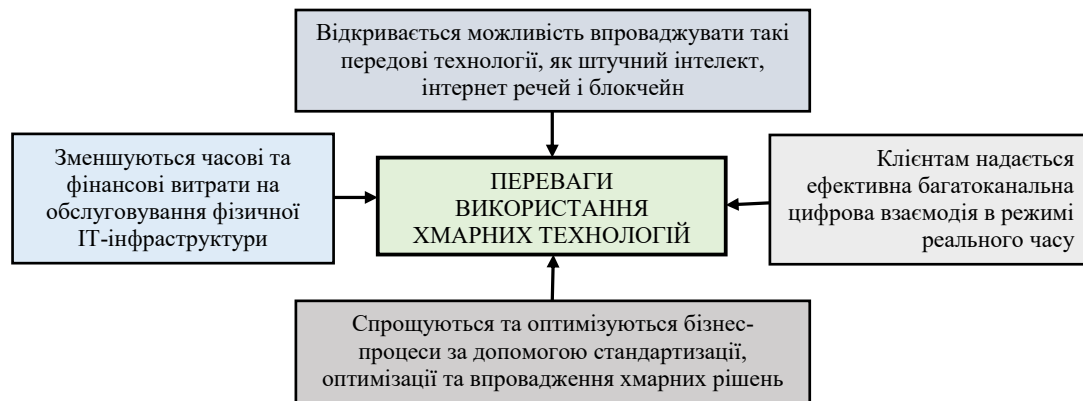 Відкривається можливість впроваджувати такі
передові технології, як штучний інтелект,
інтернет речей і блокчейн
Зменшуються часові та
фінансові витрати на
обслуговування фізичної
ІТ-інфраструктури
ПЕРЕВАГИ
ВИКОРИСТАННЯ
ХМАРНИХ ТЕХНОЛОГІЙ
Клієнтам надається
ефективна багатоканальна
цифрова взаємодія в режимі
реального часу
Спрощуються та оптимізуються бізнес-
процеси за допомогою стандартизації,
оптимізації та впровадження хмарних рішень